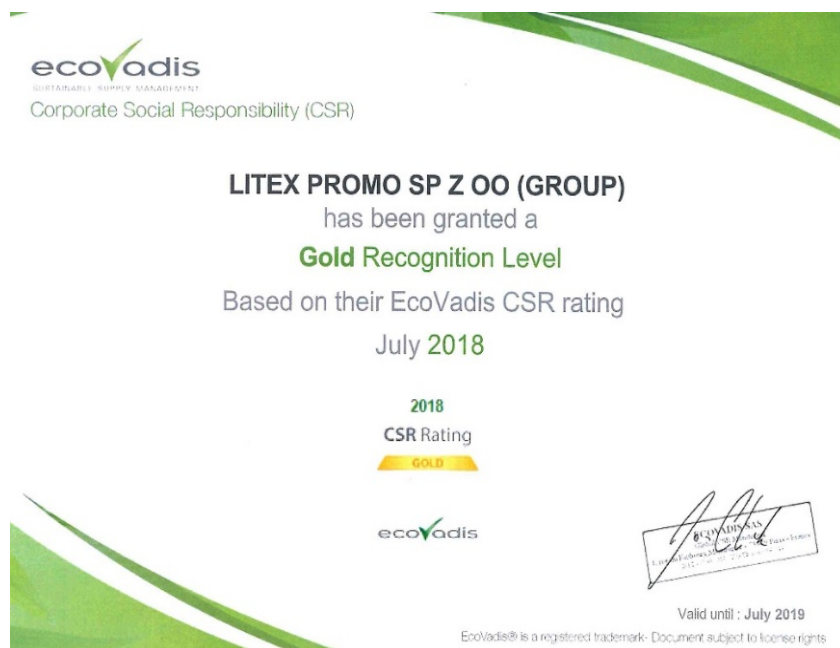 ecoVadis
SUSTAINABLE SUPPLY MANAGEMENT
Corporate Social Responsibility (CSR)
LITEX PROMO SP Z OO (GROUP)
has been granted a
Gold Recognition Level
Based on their EcoVadis CSR rating
July 2018
2018
CSR Rating
GOLD
ecoVadis
ECOVADIS SAS
Valid until : July 2019
EcoVadis® is a registered trademark- Document subject to license rights